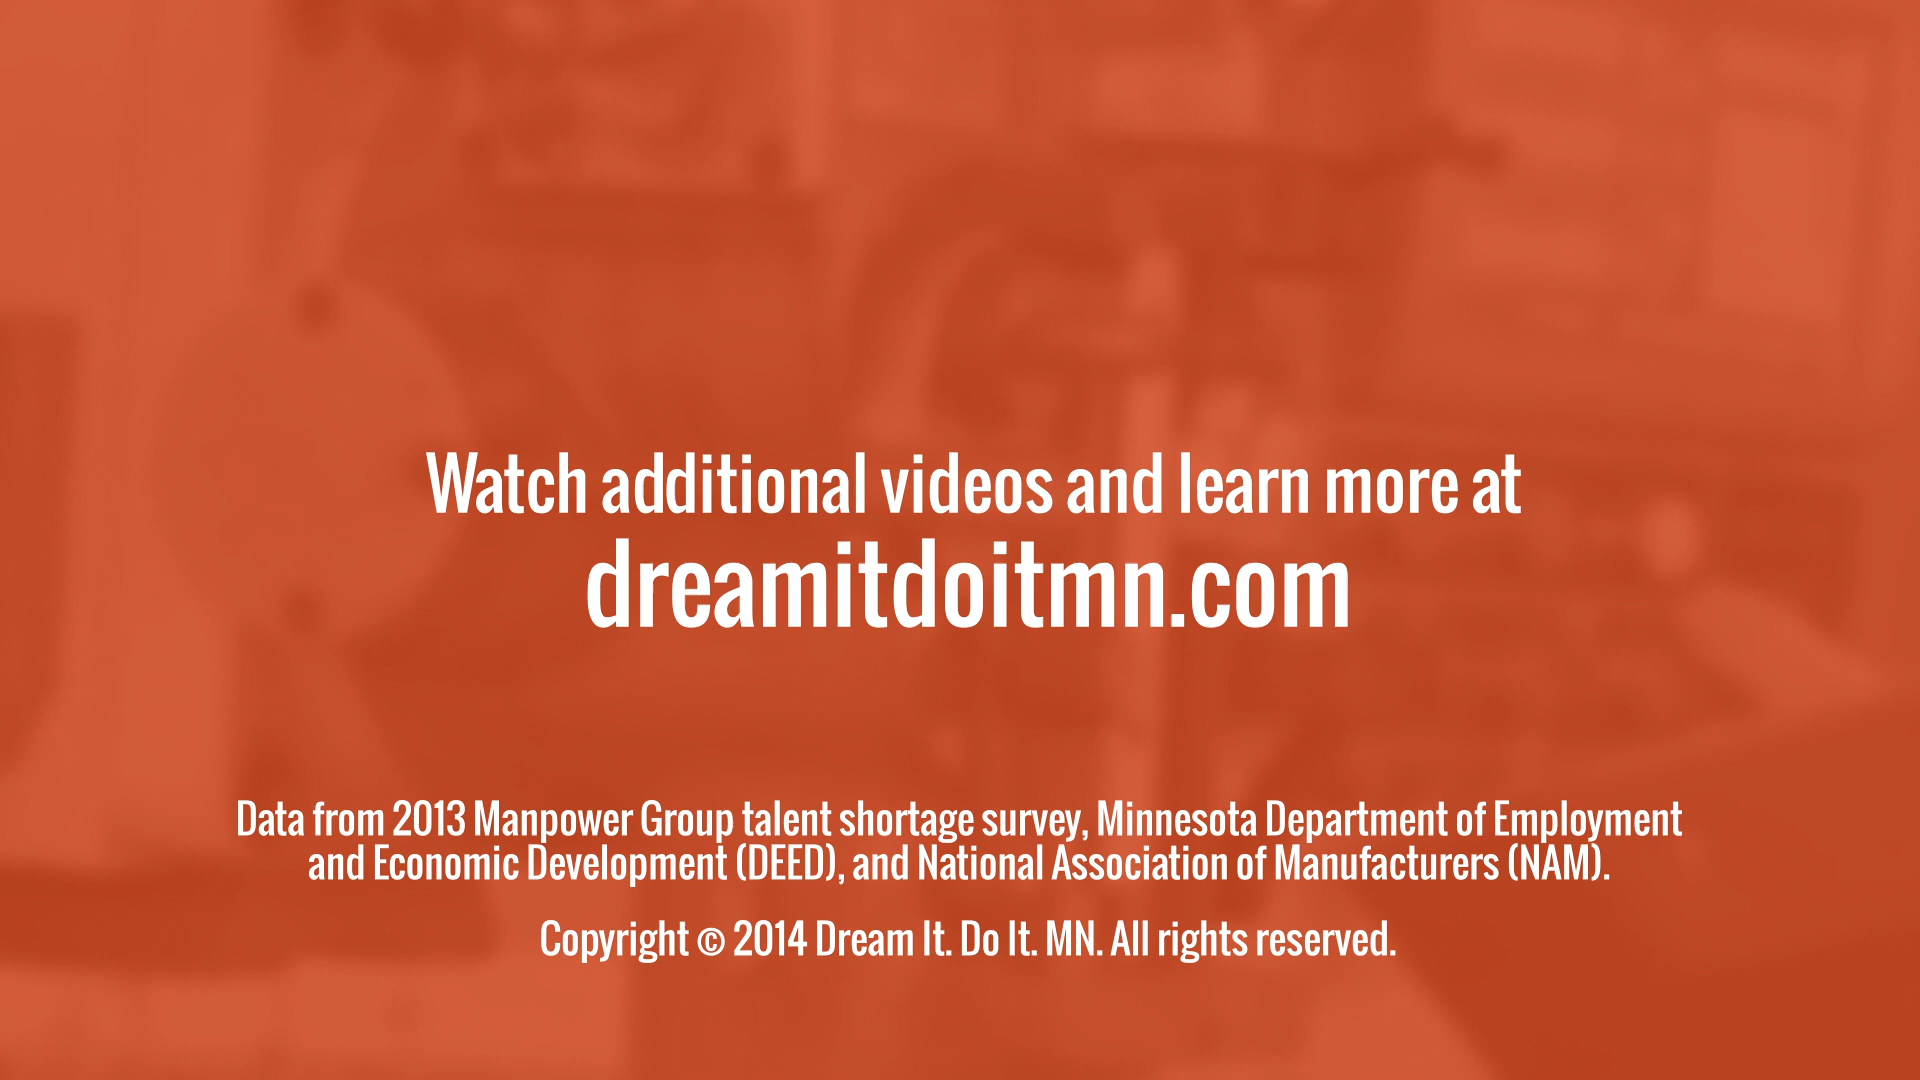 Watch additional videos and learn more at
dreamitdoitmn.com
Data from 2013 Manpower Group talent shortage survey, Minnesota Department of Employment
and Economic Development (DEED), and National Association of Manufacturers (NAM).
Copyright © 2014 Dream It. Do It. MN. All rights reserved.